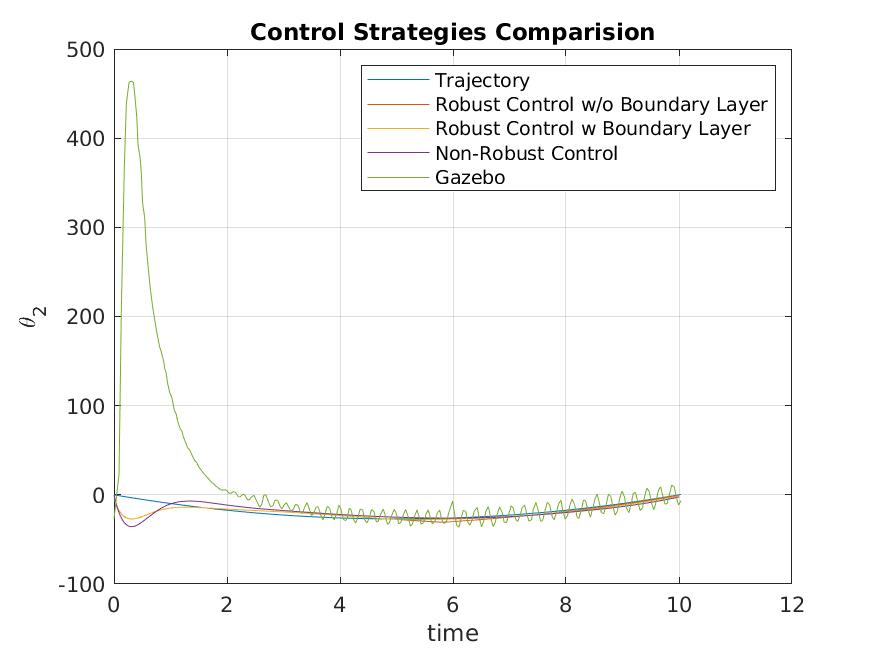 Control Strategies Comparision
500
400
300
200
100
0
-100
θ2
Trajectory
Robust Control w/o Boundary Layer
Robust Control w Boundary Layer
Non-Robust Control
Gazebo
0 2 4 6 8 10 12
time